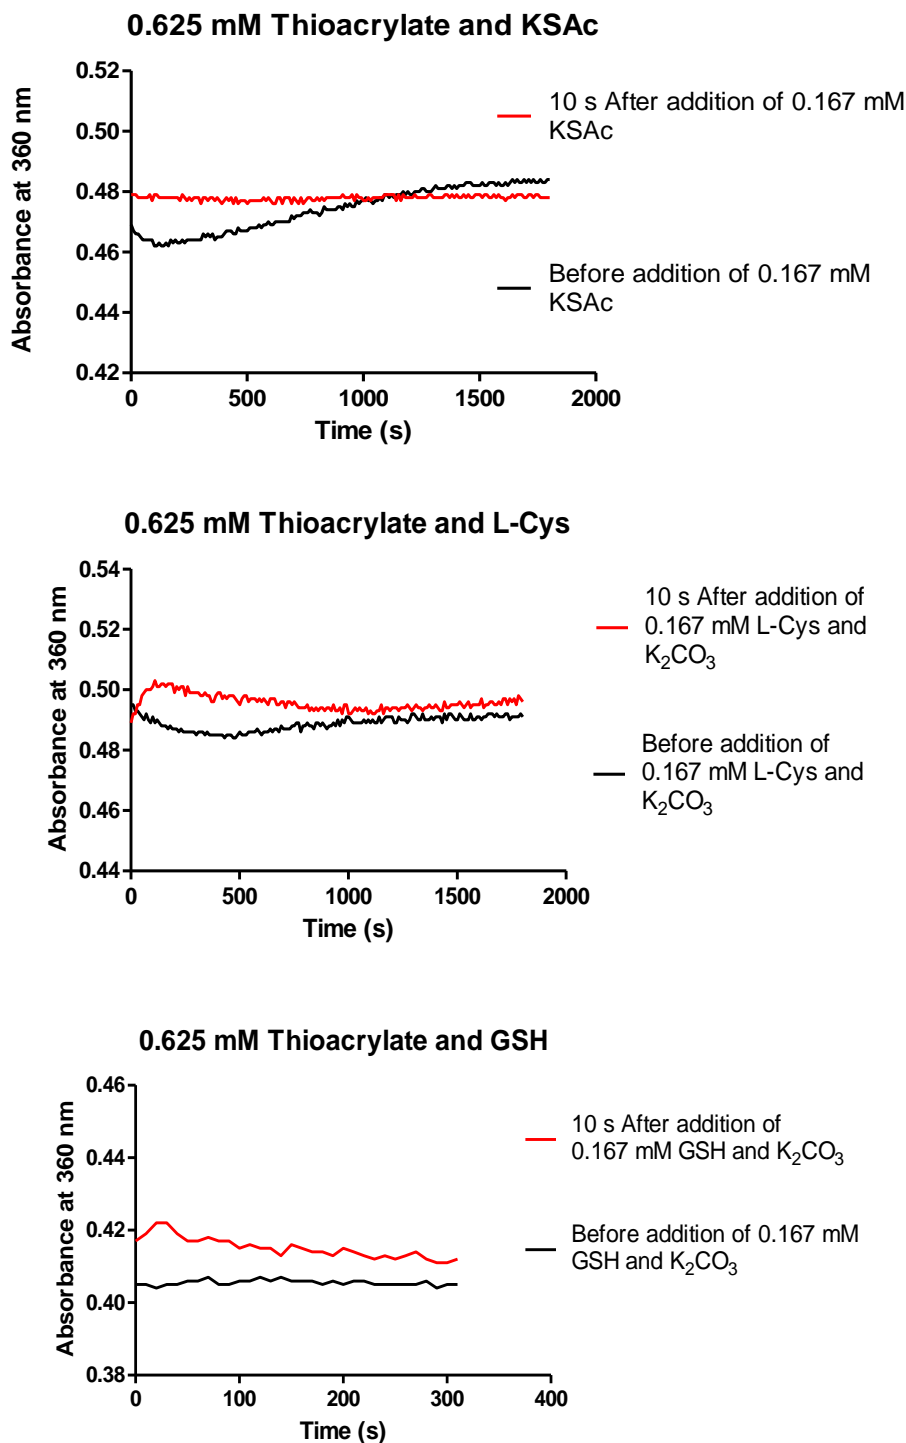 0.625 mM Thioacrylate and KSAc
Absorbance at 360 nm
0.52
0.50
0.48
0.46
0.44
0.42
0
500
1000
1500
2000
Time (s)
10 s After addition of 0.167 mM
KSAc
Before addition of 0.167 mM
KSAc
0.625 mM Thioacrylate and L-Cys
Absorbance at 360 nm
0.54
0.52
0.50
0.48
0.46
0.44
0
500
1000
1500
2000
Time (s)
10 s After addition of
0.167 mM L-Cys and
K₂CO₃
Before addition of
0.167 mM L-Cys and
K₂CO₃
0.625 mM Thioacrylate and GSH
Absorbance at 360 nm
0.46
0.44
0.42
0.40
0.38
0
100
200
300
400
Time (s)
10 s After addition of
0.167 mM GSH and K₂CO₃
Before addition of 0.167 mM
GSH and K₂CO₃